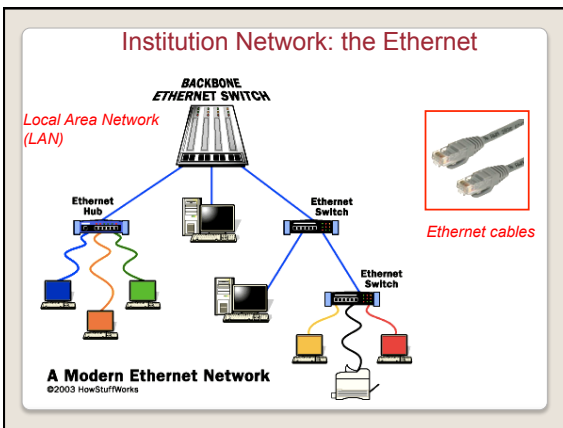 Institution Network: the Ethernet
BACKBONE
ETHERNET SWITCH
Local Area Network
(LAN)
Ethernet
Hub
Ethernet
Switch
Ethernet cables
Ethernet
Switch
A Modern Ethernet Network
©2003 HowStuffWorks